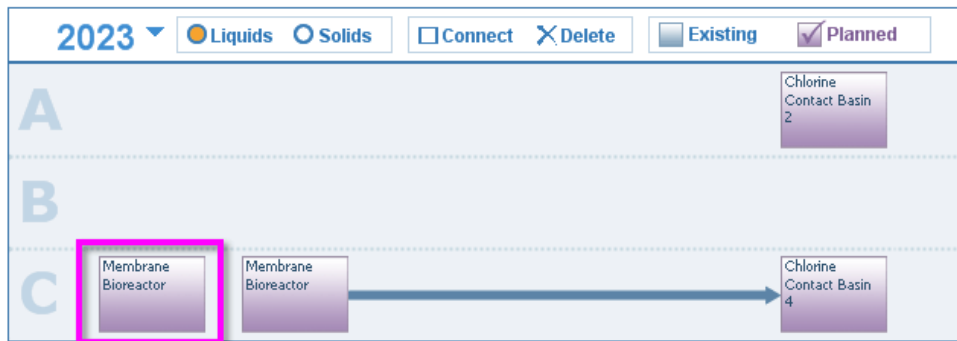 2023 Liquids Solids Connect Delete Existing Planned
A
Chlorine
Contact Basin
2
B
C
Membrane
Bioreactor
Membrane
Bioreactor
Chlorine
Contact Basin
4